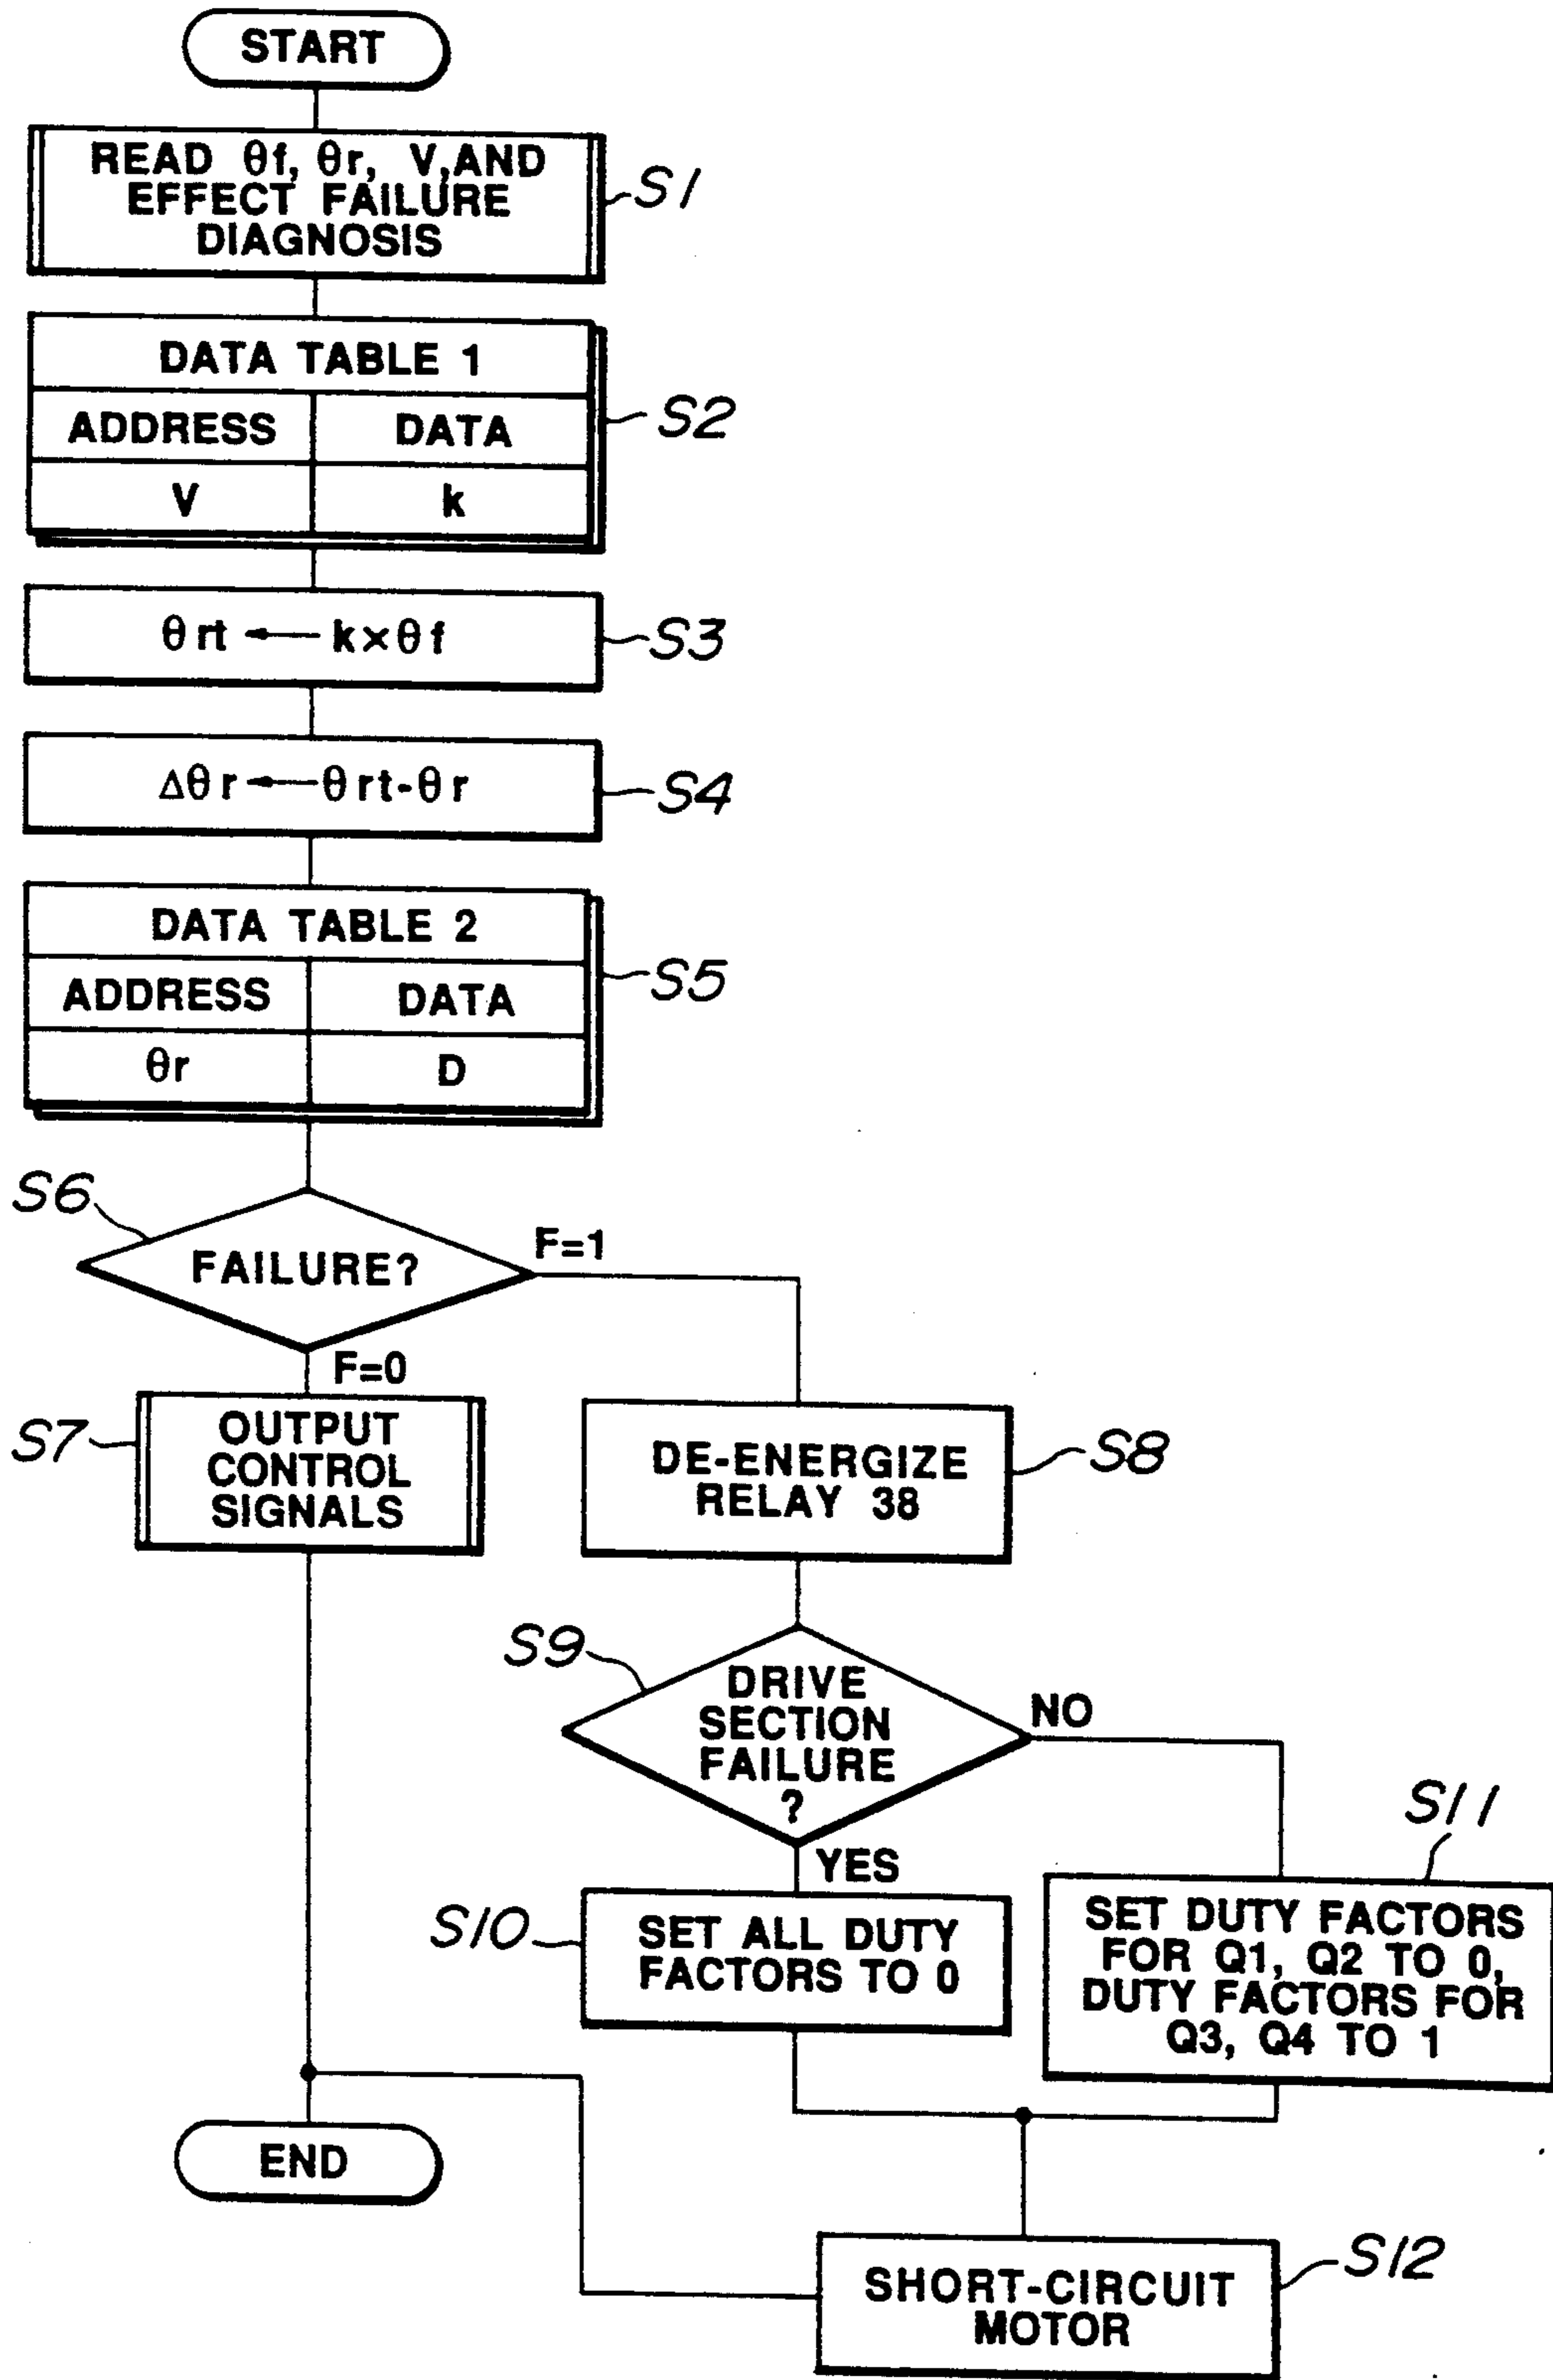 START
READ θf, θr, V, AND
EFFECT FAILURE
DIAGNOSIS
S1
DATA TABLE 1
ADDRESS DATA
V k
S2
θrt ← k×θf
S3
Δθr ← θrt-θr
S4
DATA TABLE 2
ADDRESS DATA
θr D
S5
S6
FAILURE?
F=1
F=0
S7
OUTPUT
CONTROL
SIGNALS
DE-ENERGIZE
RELAY 38
S8
S9
DRIVE
SECTION
FAILURE
?
NO
YES
S10
SET ALL DUTY
FACTORS TO 0
S11
SET DUTY FACTORS
FOR Q1, Q2 TO 0,
DUTY FACTORS FOR
Q3, Q4 TO 1
END
SHORT-CIRCUIT
MOTOR
S12